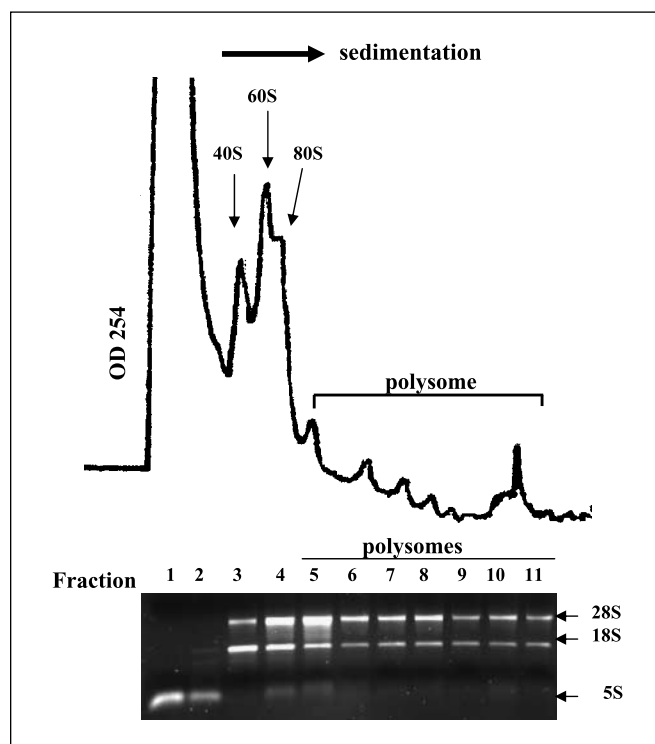 sedimentation
60S
40S
80S
OD 254
polysome
polysomes
Fraction 1 2 3 4 5 6 7 8 9 10 11
28S
18S
5S